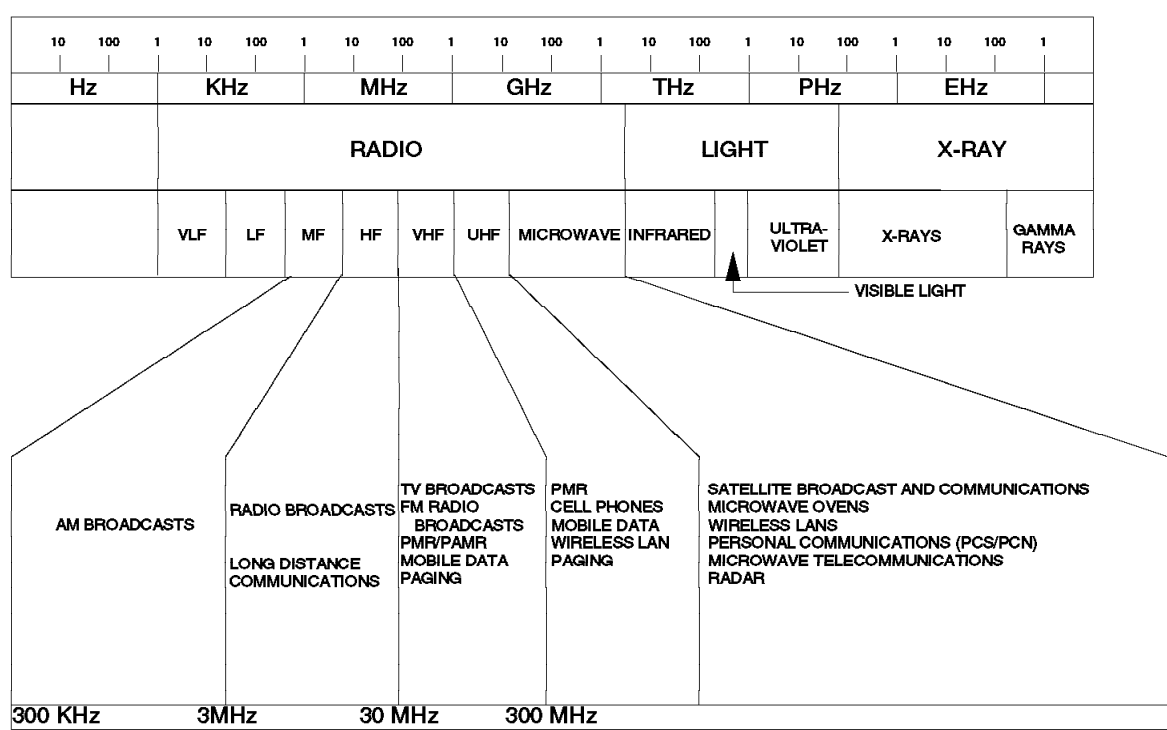 10 100 1 10 100 1 10 100 1 10 100 1 10 100 1 10 100 1 10 100 1
Hz KHz MHz GHz THz PHz EHz
RADIO LIGHT X-RAY
VLF LF MF HF VHF UHF MICROWAVE INFRARED ULTRA-
VIOLET X-RAYS GAMMA
RAYS
VISIBLE LIGHT
AM BROADCASTS
RADIO BROADCASTS
LONG DISTANCE
COMMUNICATIONS
TV BROADCASTS
FM RADIO
BROADCASTS
PMR/PAMR
MOBILE DATA
PAGING
PMR
CELL PHONES
MOBILE DATA
WIRELESS LAN
PAGING
SATELLITE BROADCAST AND COMMUNICATIONS
MICROWAVE OVENS
WIRELESS LANS
PERSONAL COMMUNICATIONS (PCS/PCN)
MICROWAVE TELECOMMUNICATIONS
RADAR
300 KHz 3MHz 30 MHz 300 MHz